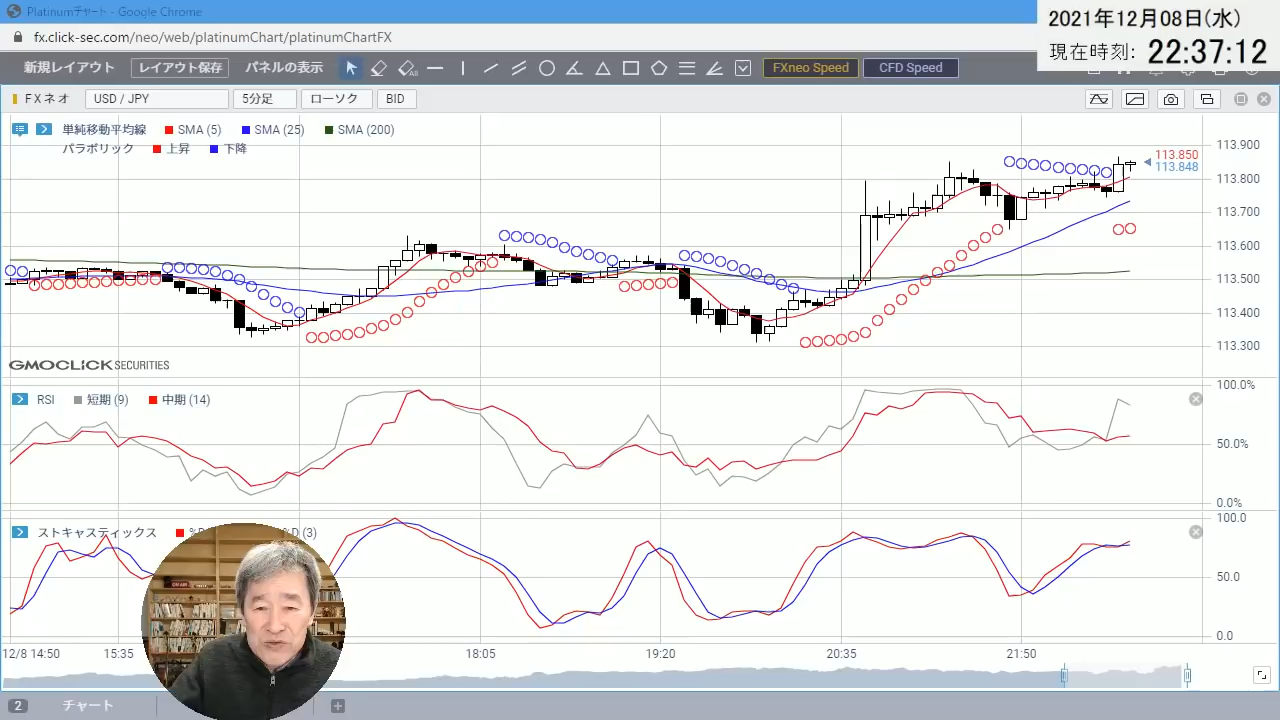 Platinumチャート - Google Chrome
2021年12月08日(水)
現在時刻: 22:37:12
fx.click-sec.com/neo/web/platinumChart/platinumChartFX
新規レイアウト レイアウト保存 パネルの表示 FXneo Speed CFD Speed
FXネオ USD / JPY 5分足 ローソク BID
単純移動平均線 SMA (5) SMA (25) SMA (200)
パラボリック 上昇 下降
113.900
113.850
113.848
113.800
113.700
113.600
113.500
113.400
113.300
GMOCLICK SECURITIES
RSI 短期 (9) 中期 (14)
100.0%
50.0%
0.0%
ストキャスティックス (3)
100.0
50.0
0.0
ON AIR
12/8 14:50 15:35 18:05 19:20 20:35 21:50
2 チャート